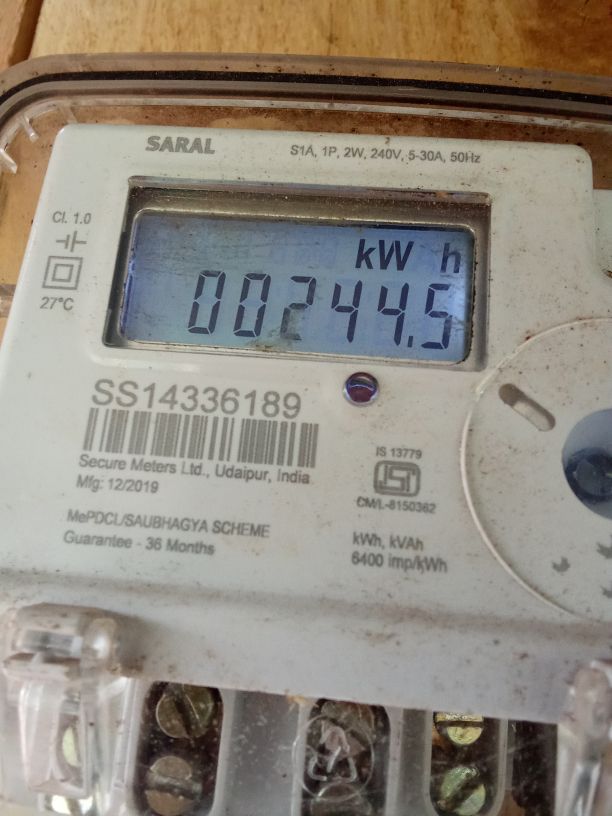 SARAL
S1A, 1P, 2W, 240V, 5-30A, 50Hz
Cl. 1.0
27°C
kW h
00244.5
SS14336189
Secure Meters Ltd., Udaipur, India
Mfg: 12/2019
MePDCL/SAUBHAGYA SCHEME
Guarantee - 36 Months
IS 13779
CM/L-8150362
kWh, kVAh
6400 imp/kWh